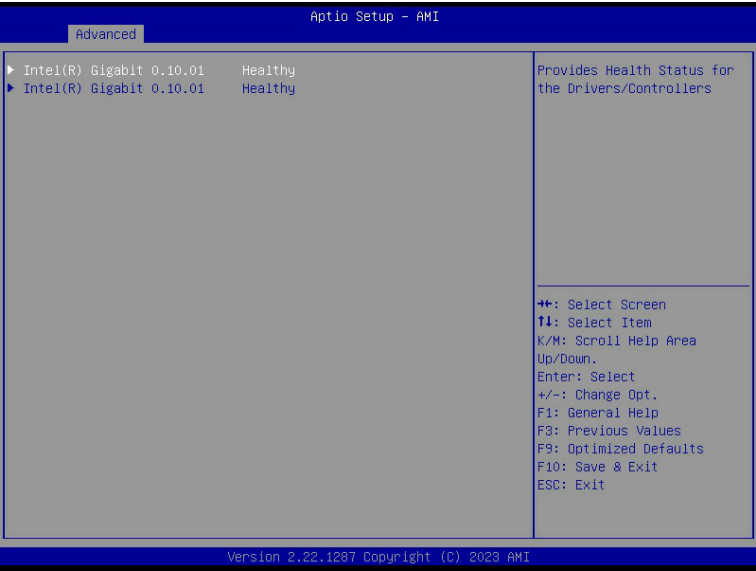 Aptio Setup – AMI
Advanced
▶ Intel(R) Gigabit 0.10.01 Healthy
▶ Intel(R) Gigabit 0.10.01 Healthy
Provides Health Status for
the Drivers/Controllers
→←: Select Screen
↑↓: Select Item
K/M: Scroll Help Area
Up/Down.
Enter: Select
+/-: Change Opt.
F1: General Help
F3: Previous Values
F9: Optimized Defaults
F10: Save & Exit
ESC: Exit
Version 2.22.1287 Copyright (C) 2023 AMI